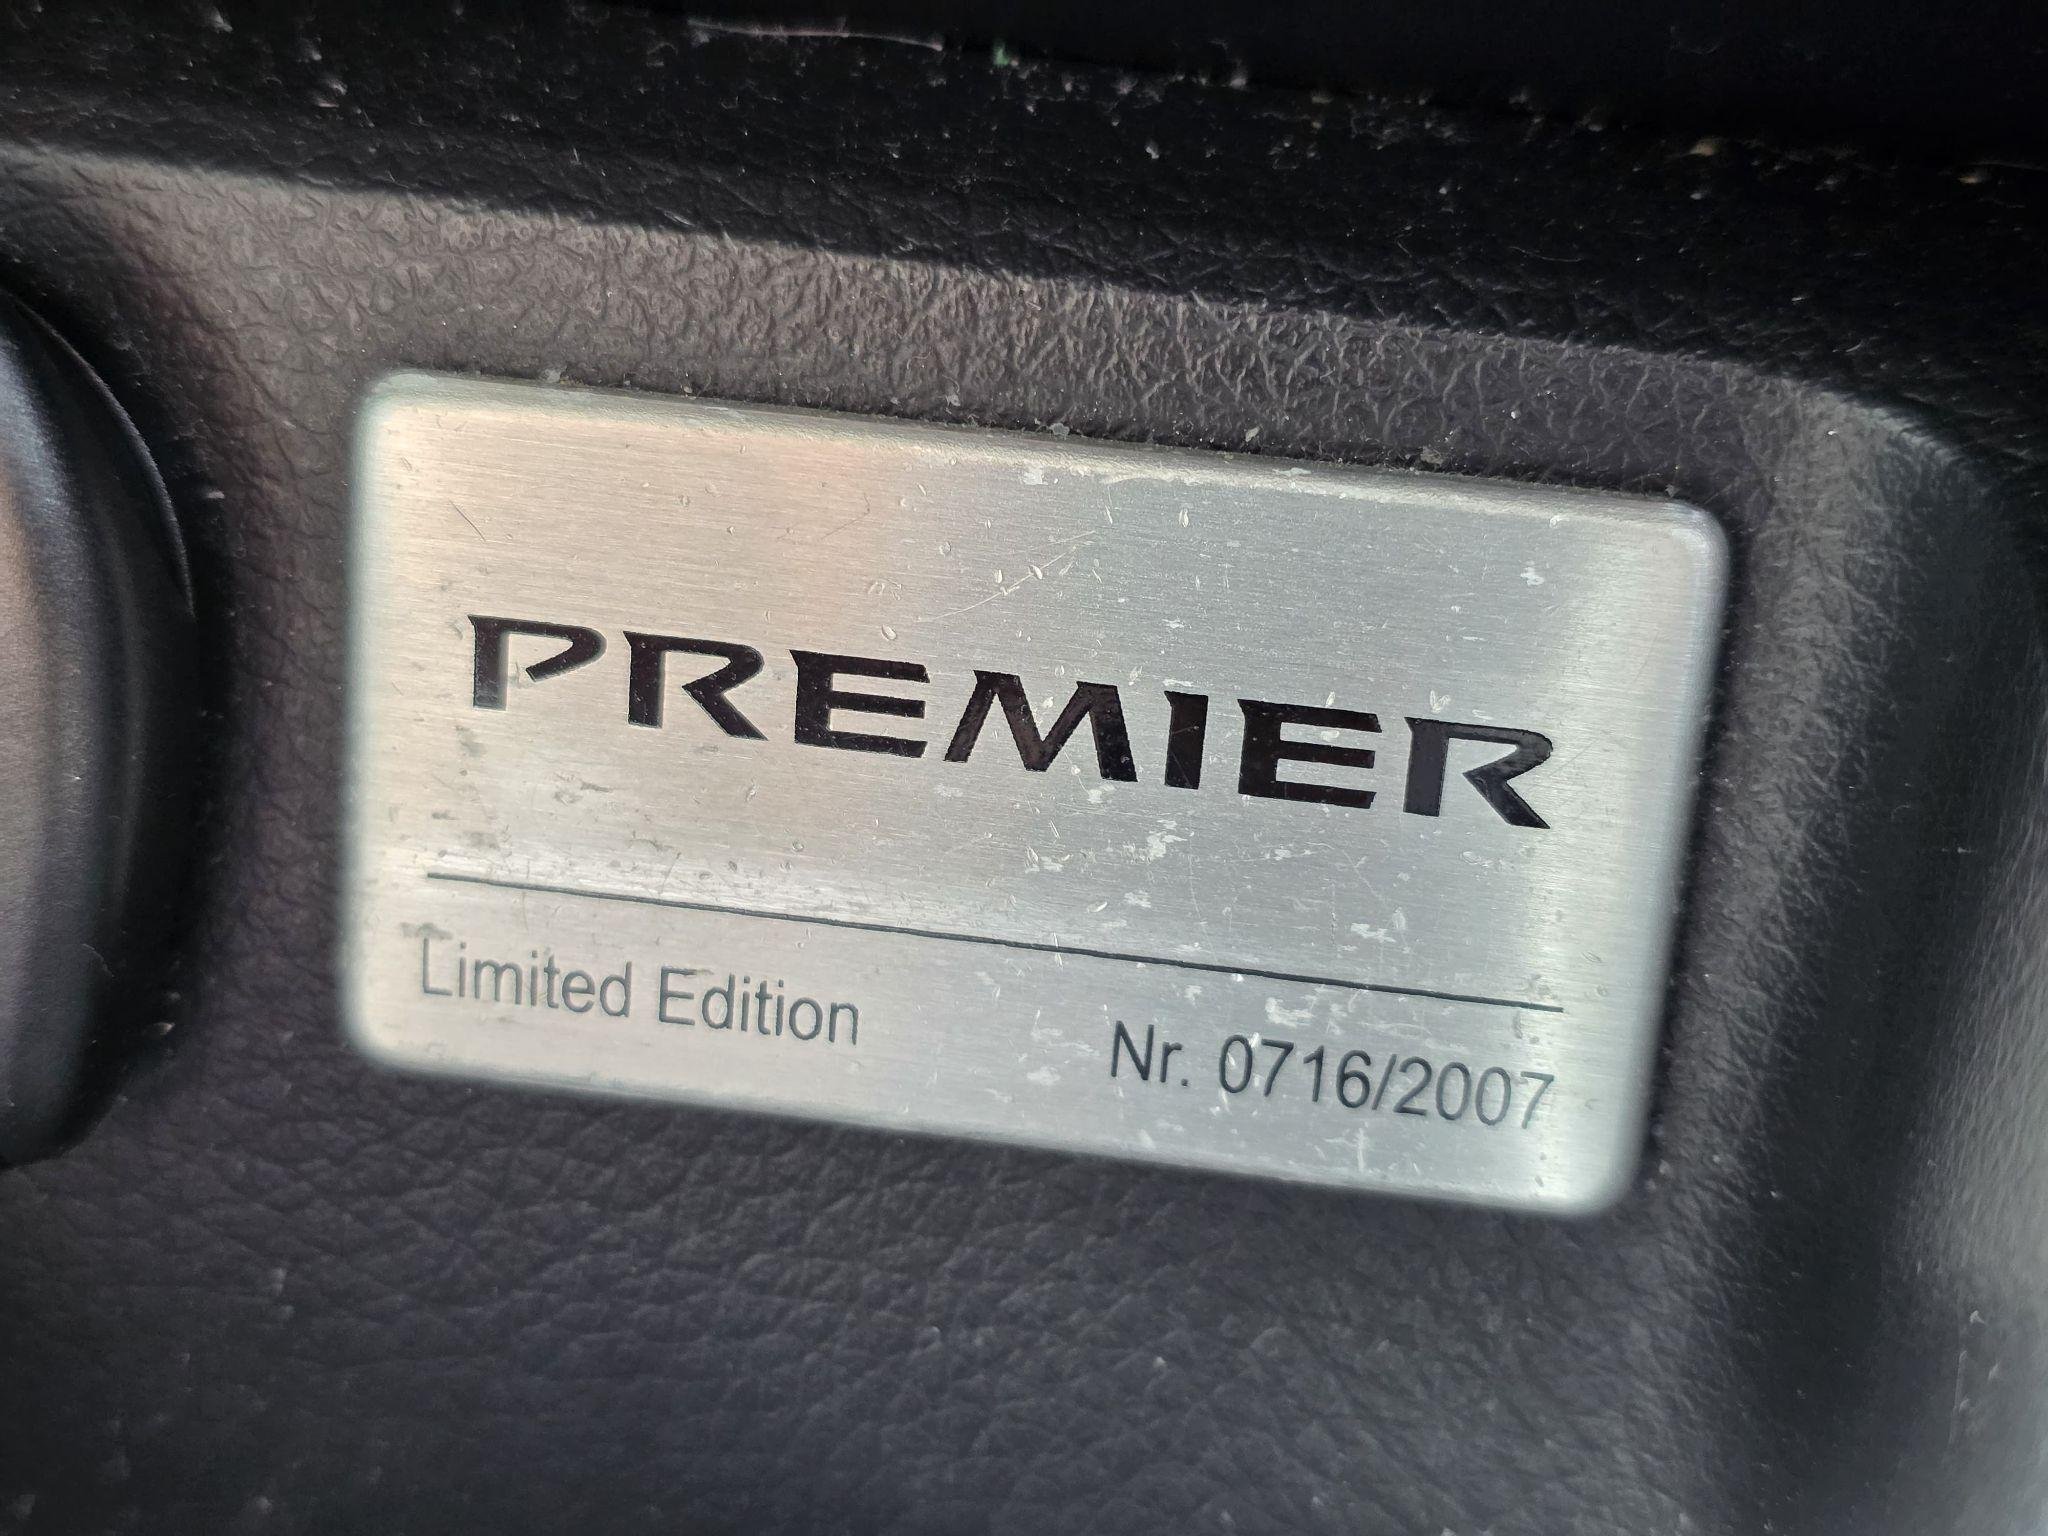 PREMIER
Limited Edition
Nr. 0716/2007